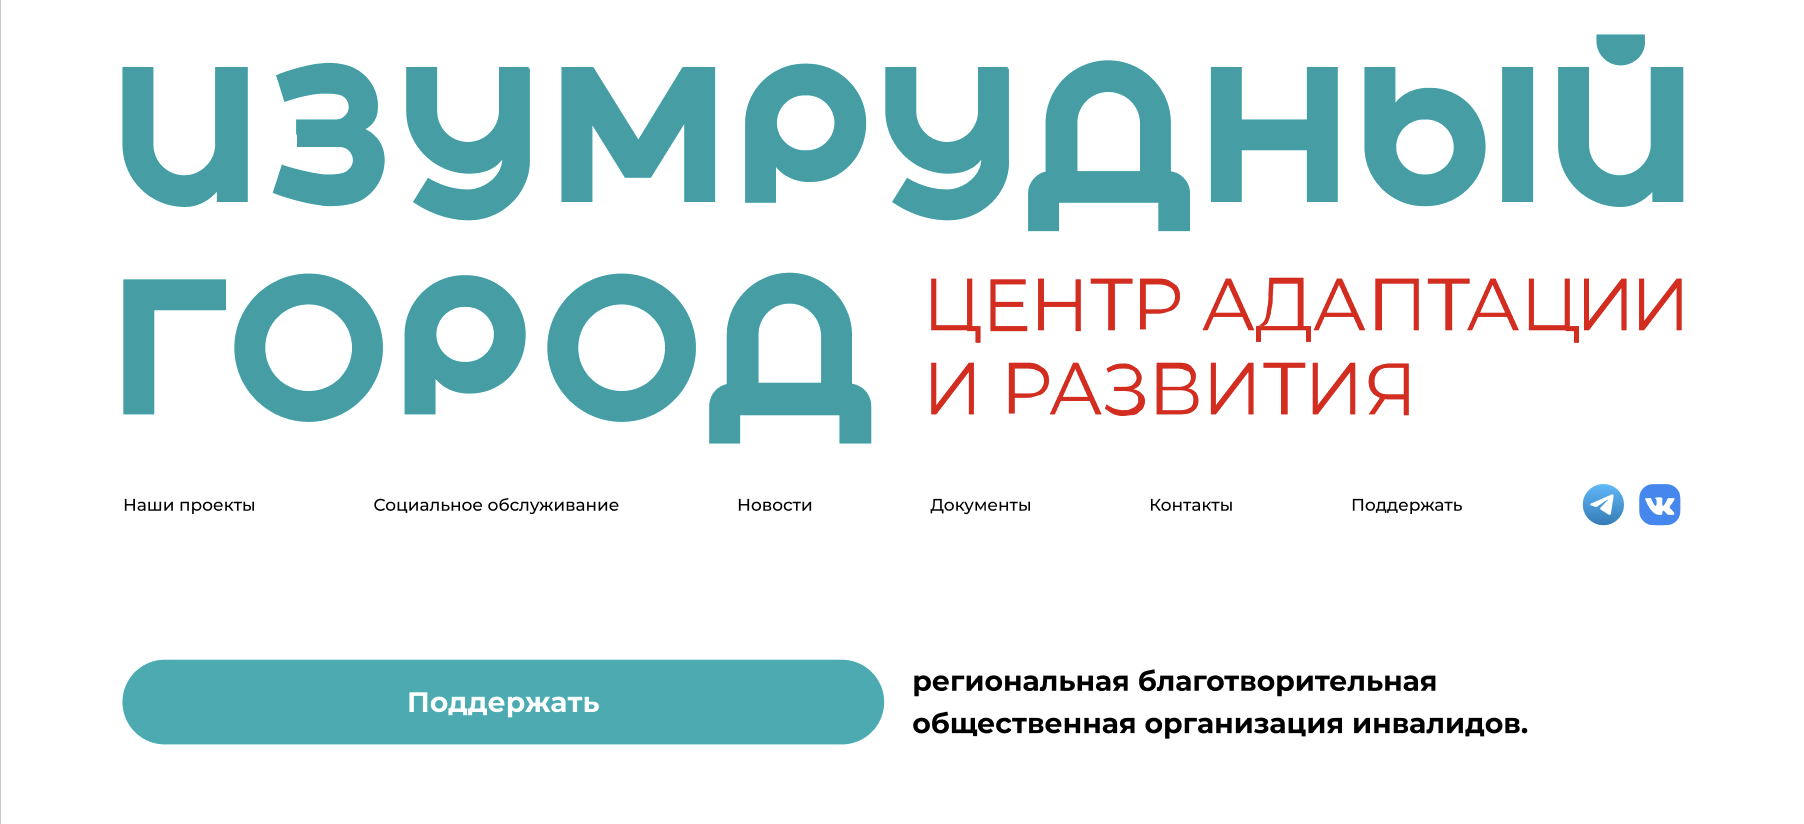 ИЗУМРУДНЫЙ
ГОРОД
ЦЕНТР АДАПТАЦИИ
И РАЗВИТИЯ
Наши проекты Социальное обслуживание Новости Документы Контакты Поддержать
Поддержать
региональная благотворительная
общественная организация инвалидов.